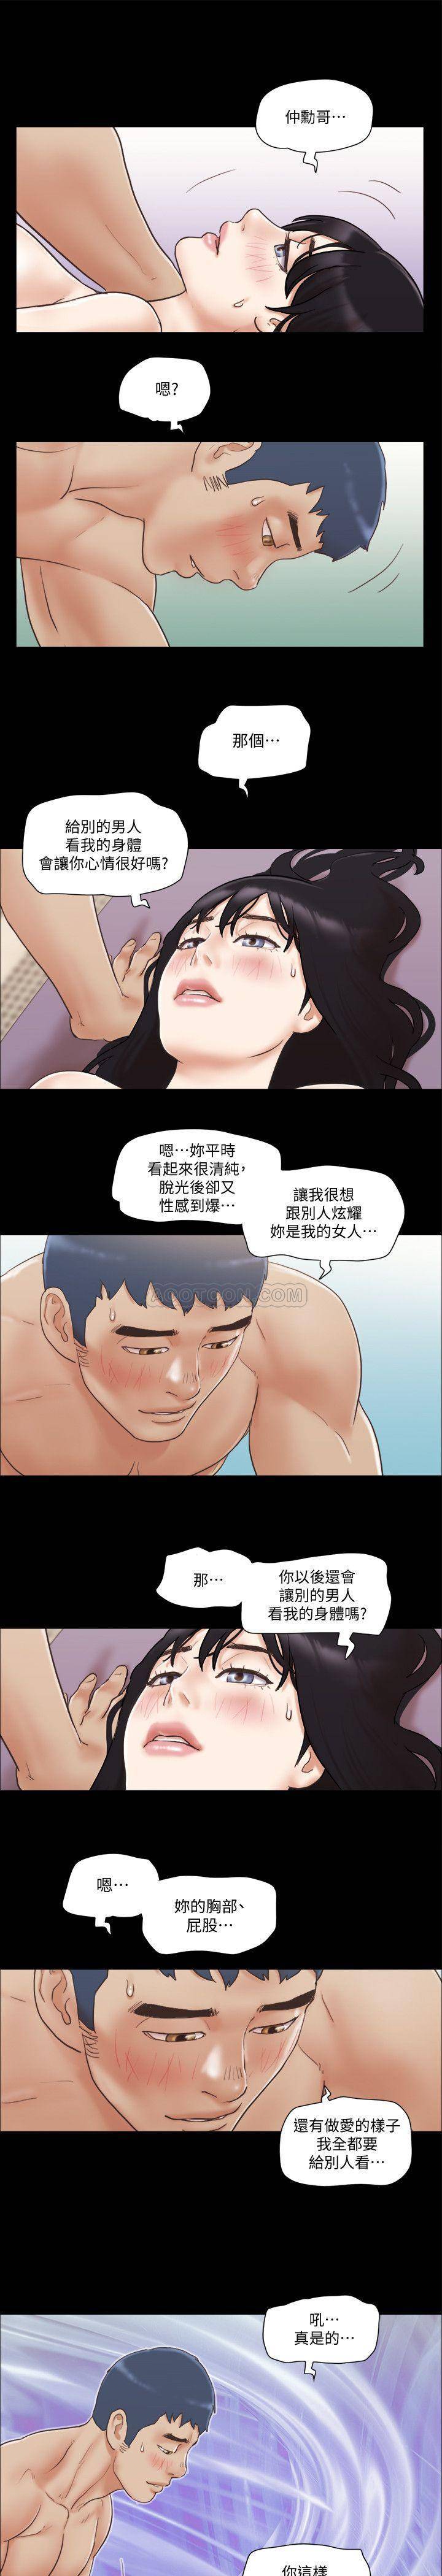 仲勳哥…
嗯?
那個…
給別的男人
看我的身體
會讓你心情很好嗎?
嗯…妳平時
看起來很清純，
脫光後卻又
性感到爆…
讓我很想
跟別人炫耀
妳是我的女人…
AQQTOON.COM
那…
你以後還會
讓別的男人
看我的身體嗎?
嗯…
妳的胸部、
屁股…
還有做愛的樣子
我全都要
給別人看…
吼…
真是的…
你這樣